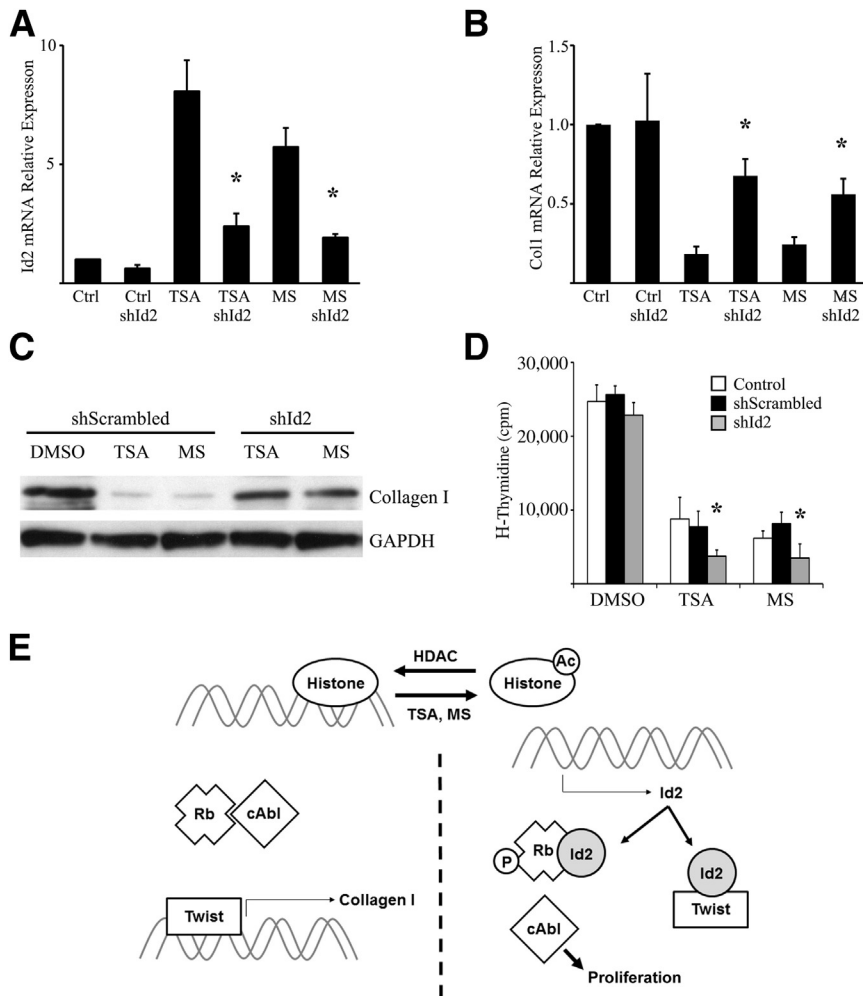 A
Id2 mRNA Relative Expresson
10
5
Ctrl
Ctrl
shId2
TSA
TSA
shId2
MS
MS
shId2
*
*
B
Col1 mRNA Relative Expresson
1.5
1.0
0.5
Ctrl
Ctrl
shId2
TSA
TSA
shId2
MS
MS
shId2
*
*
C
shScrambled
shId2
DMSO
TSA
MS
TSA
MS
Collagen I
GAPDH
D
H-Thymidine (cpm)
30,000
20,000
10,000
Control
shScrambled
shId2
*
*
DMSO
TSA
MS
E
HDAC
Histone
Histone
Ac
TSA, MS
Id2
Rb
cAbl
P
Rb
Id2
Id2
Twist
cAbl
Proliferation
Twist
Collagen I